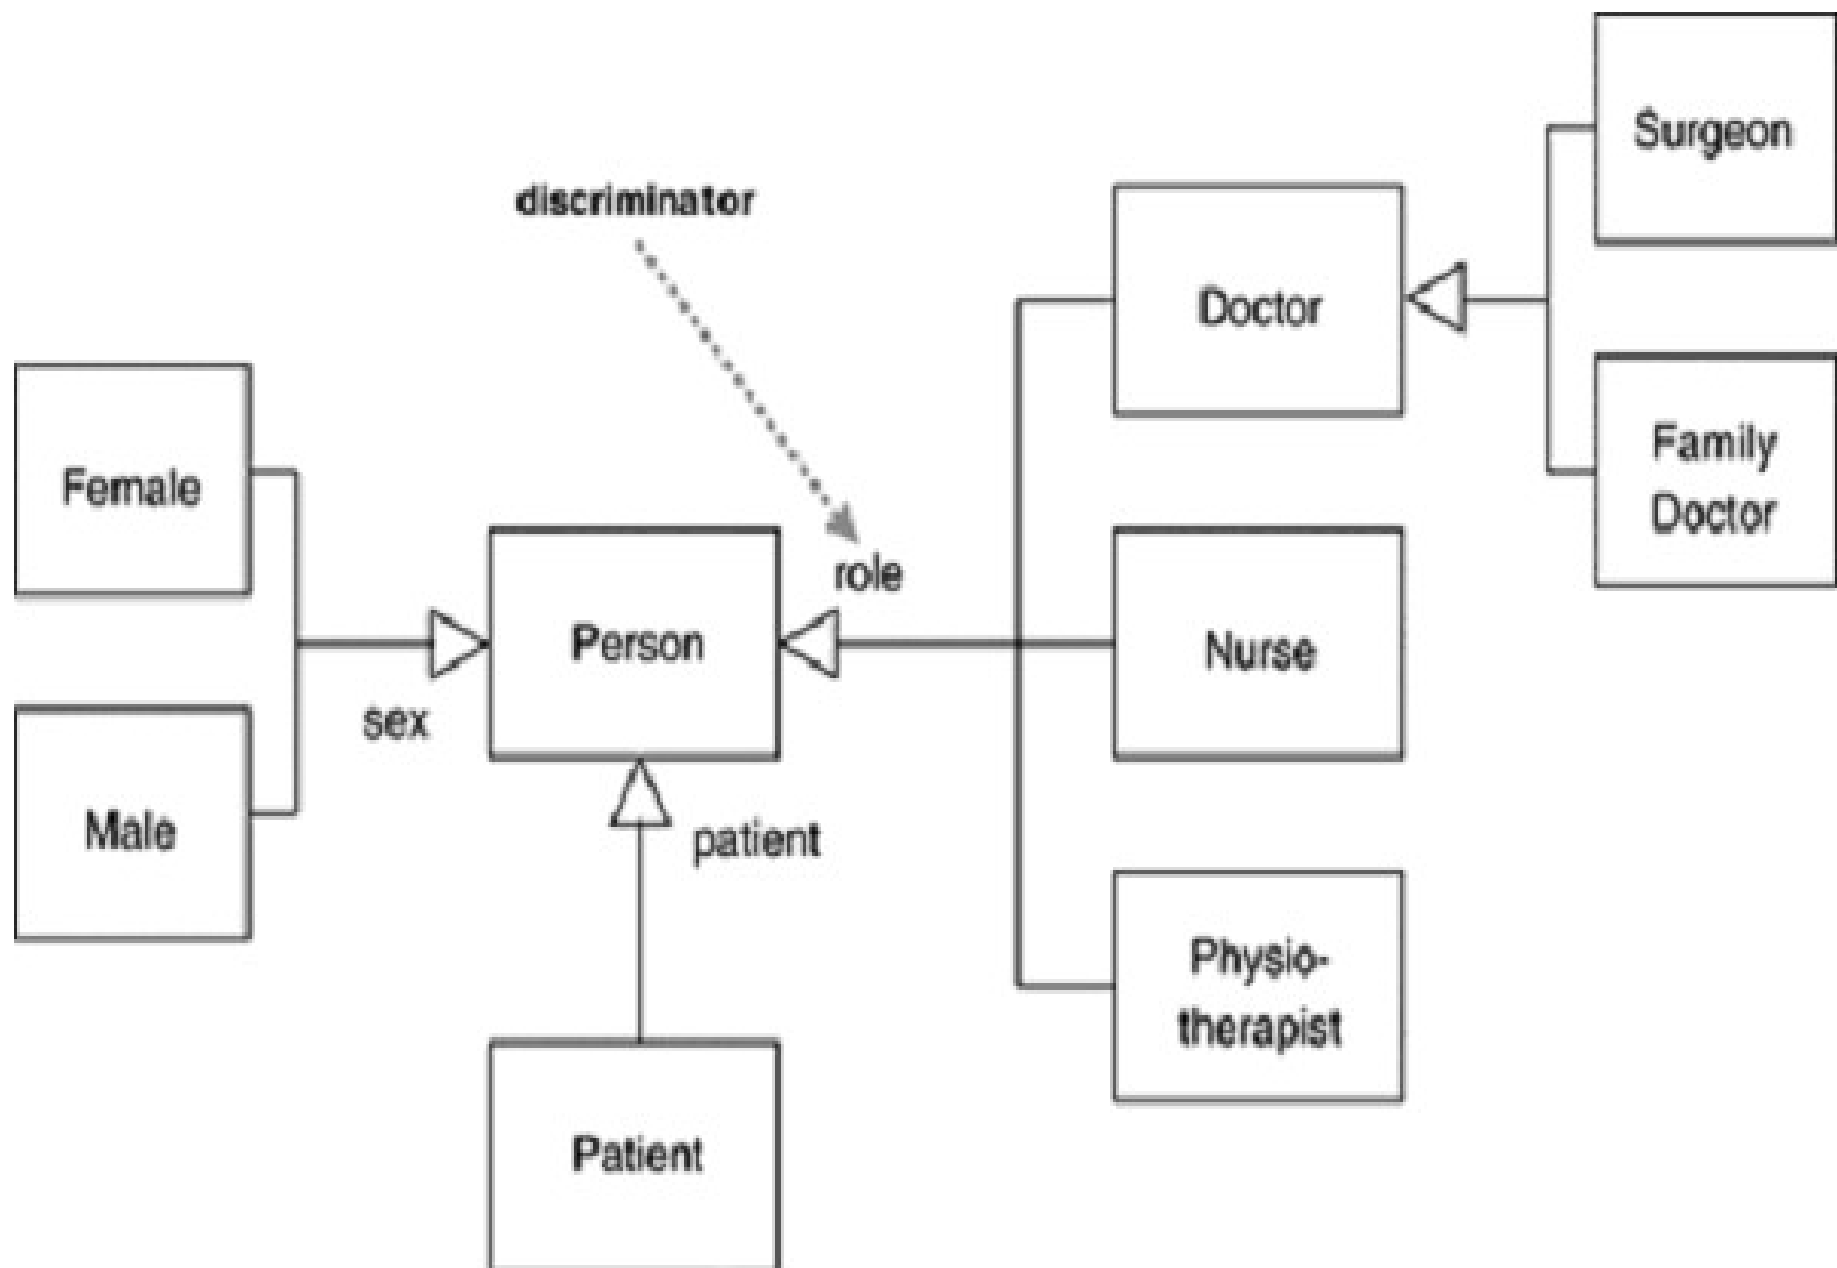 Surgeon
discriminator
Doctor
Family
Doctor
Female
role
Person
Nurse
sex
Male
patient
Physio-
therapist
Patient